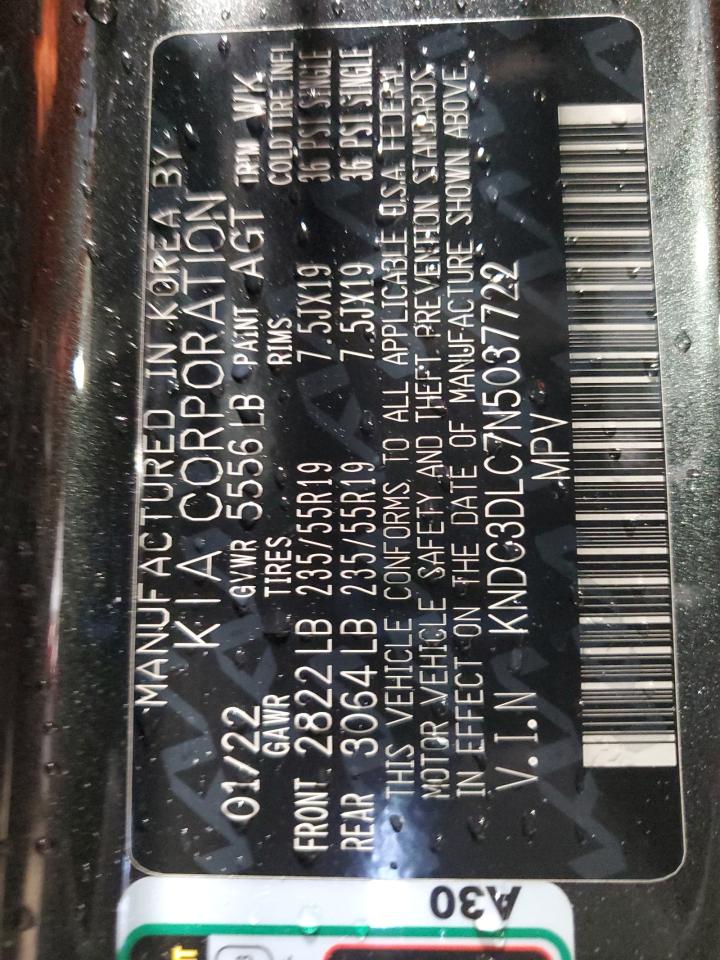 MANUFACTURED IN KOREA BY
KIA CORPORATION
01/22 GVWR 5556 LB PAINT AGT TRIM WK
GAWR TIRES RIMS COLD TIRE INFL
FRONT 2822 LB 235/55R19 7.5JX19 36 PSI SINGLE
REAR 3064 LB 235/55R19 7.5JX19 36 PSI SINGLE
THIS VEHICLE CONFORMS TO ALL APPLICABLE U.S.A. FEDERAL
MOTOR VEHICLE SAFETY AND THEFT PREVENTION STANDARDS
IN EFFECT ON THE DATE OF MANUFACTURE SHOWN ABOVE.
V.I.N KNDC3DLC7N5037722
MPV
A30